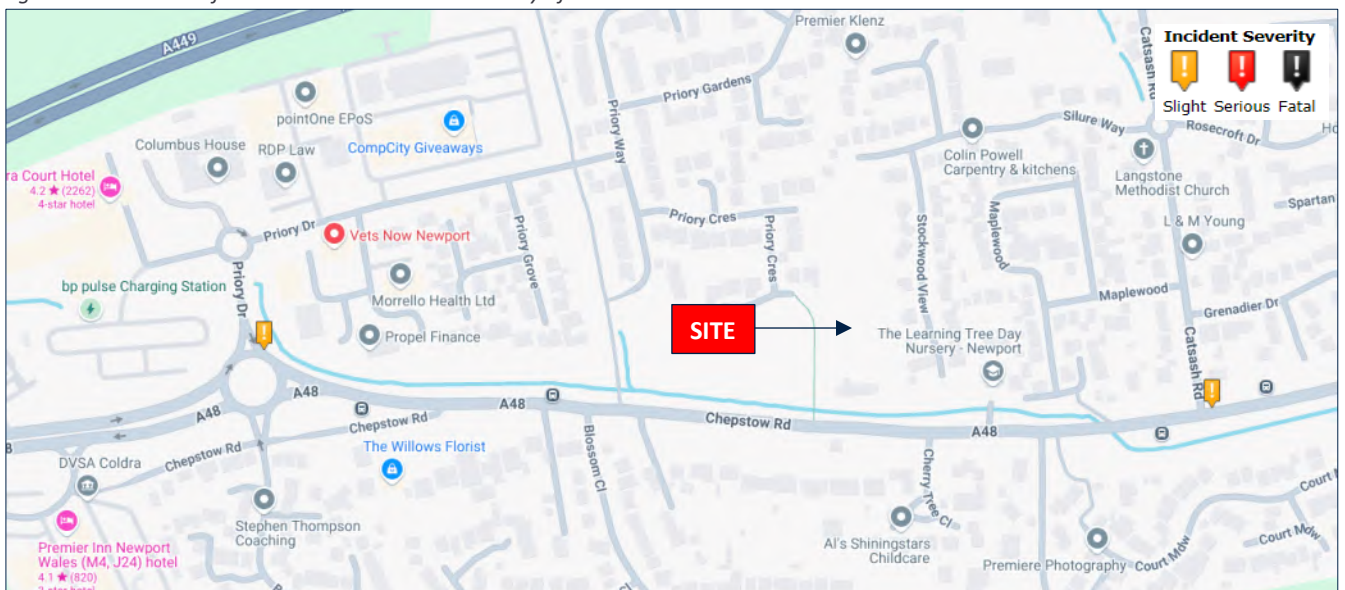 A449
Premier Klenz
Incident Severity
Slight Serious Fatal
pointOne EPoS
Priory Gardens
Priory Way
Catsash Rd
Silure Way
Rosecroft Dr
Columbus House
RDP Law
CompCity Giveaways
Colin Powell
Carpentry & kitchens
Langstone
Methodist Church
ra Court Hotel
4.2 ★ (2262)
4-star hotel
Spartan
Priory Cres
Priory Cres
Stockwood View
Maplewood
L & M Young
Priory Dr
Vets Now Newport
Priory Grove
Priory Dr
bp pulse Charging Station
Morrello Health Ltd
Maplewood
Grenadier Dr
SITE
The Learning Tree Day
Nursery - Newport
Propel Finance
Catsash Rd
A48
A48
A48
Chepstow Rd
Chepstow Rd
A48
Blossom Cl
The Willows Florist
Chepstow Rd
DVSA Coldra
Cherry Tree Cl
Court Mdw
Court Mdw
Court Mdw
Stephen Thompson
Coaching
Al's Shiningstars
Childcare
Premiere Photography
Premier Inn Newport
Wales (M4, J24) hotel
4.1 ★ (820)